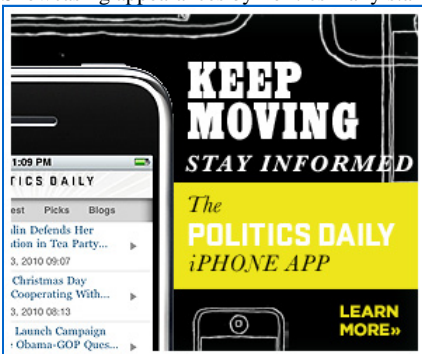 KEEP
MOVING
STAY INFORMED
The
POLITICS DAILY
iPHONE APP
LEARN
MORE»
1:09 PM
TICS DAILY
est Picks Blogs
lin Defends Her
tion in Tea Party...
3, 2010 09:07
Christmas Day
Cooperating With...
3, 2010 08:13
Launch Campaign
Obama-GOP Ques...